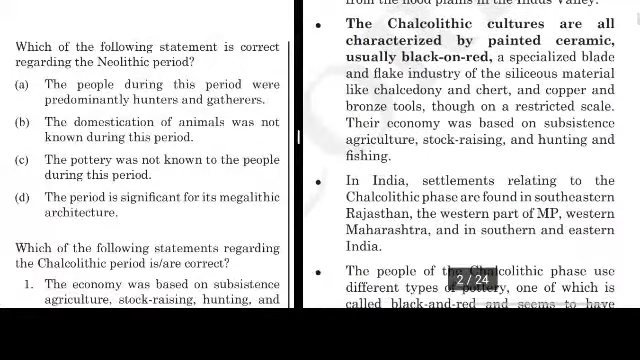 Which of the following statement is correct
regarding the Neolithic period?
(a) The people during this period were
predominantly hunters and gatherers.
(b) The domestication of animals was not
known during this period.
(c) The pottery was not known to the people
during this period.
(d) The period is significant for its megalithic
architecture.
Which of the following statements regarding
the Chalcolithic period is/are correct?
1. The economy was based on subsistence
agriculture, stock-raising, hunting, and
from the flood plains in the Indus Valley.
• The Chalcolithic cultures are all
characterized by painted ceramic,
usually black-on-red, a specialized blade
and flake industry of the siliceous material
like chalcedony and chert, and copper and
bronze tools, though on a restricted scale.
Their economy was based on subsistence
agriculture, stock-raising, and hunting and
fishing.
• In India, settlements relating to the
Chalcolithic phase are found in southeastern
Rajasthan, the western part of MP, western
Maharashtra, and in southern and eastern
India.
• The people of the Chalcolithic phase use
different types of pottery, one of which is
called black-and-red and seems to have
2 / 24